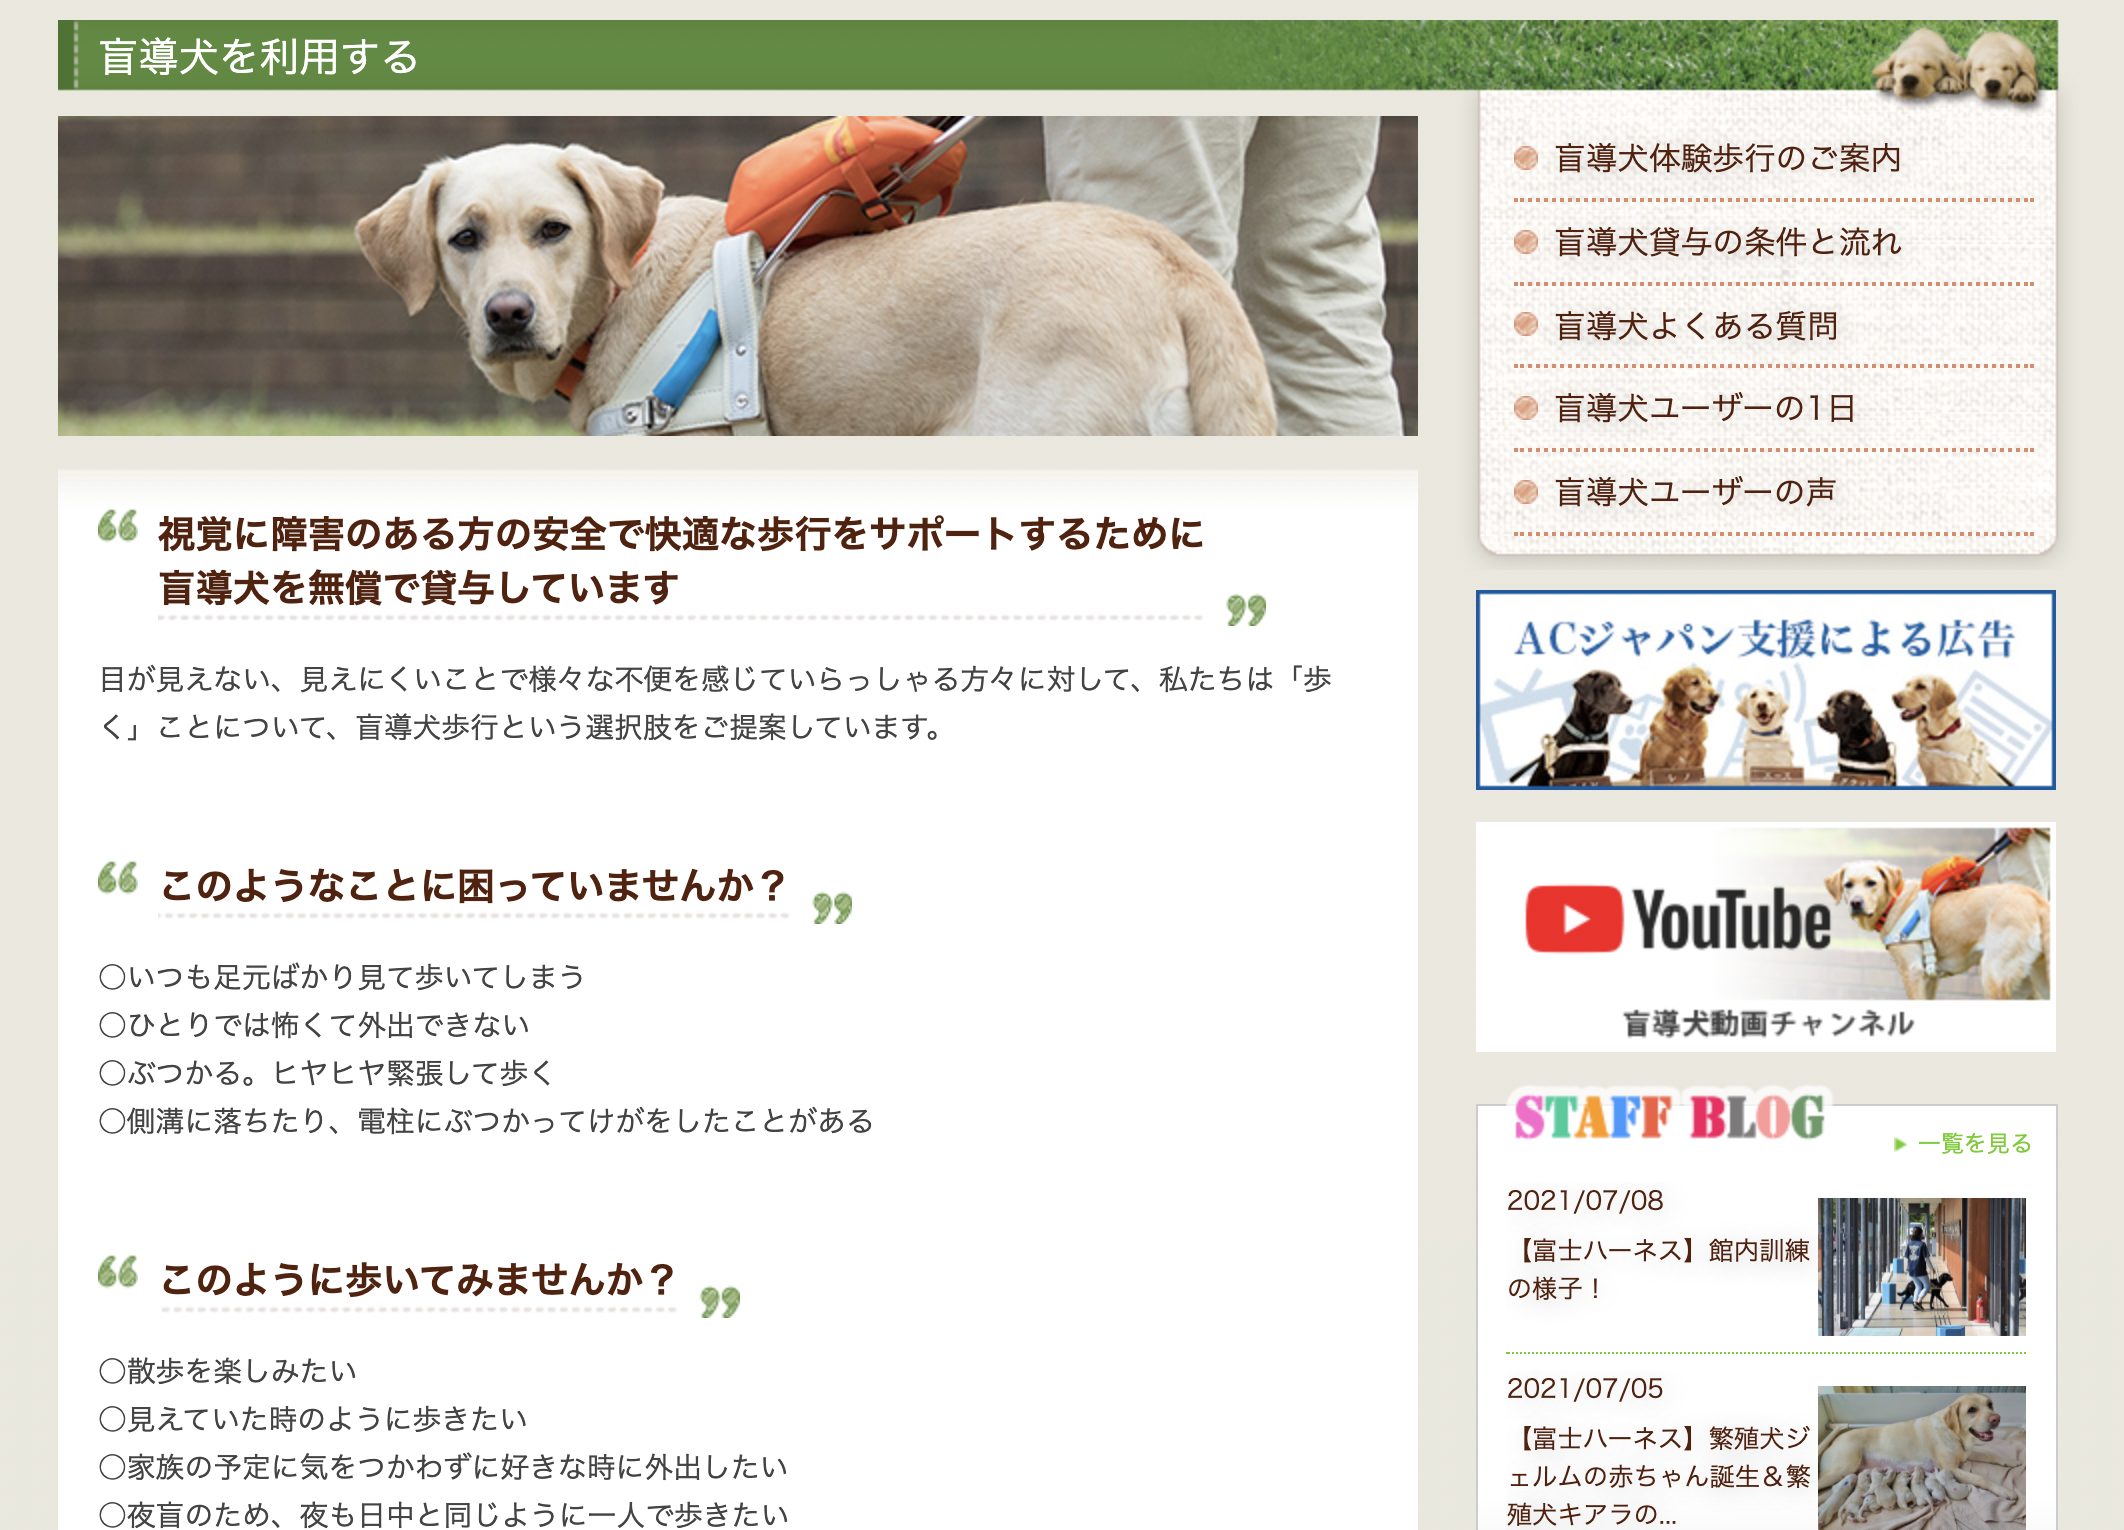 盲導犬を利用する
視覚に障害のある方の安全で快適な歩行をサポートするために
盲導犬を無償で貸与しています
目が見えない、見えにくいことで様々な不便を感じていらっしゃる方々に対して、私たちは「歩
く」ことについて、盲導犬歩行という選択肢をご提案しています。
このようなことに困っていませんか？
〇いつも足元ばかり見て歩いてしまう
〇ひとりでは怖くて外出できない
〇ぶつかる。ヒヤヒヤ緊張して歩く
〇側溝に落ちたり、電柱にぶつかってけがをしたことがある
このように歩いてみませんか？
〇散歩を楽しみたい
〇見えていた時のように歩きたい
〇家族の予定に気をつかわずに好きな時に外出したい
〇夜盲のため、夜も日中と同じように一人で歩きたい
盲導犬体験歩行のご案内
盲導犬貸与の条件と流れ
盲導犬よくある質問
盲導犬ユーザーの1日
盲導犬ユーザーの声
ACジャパン支援による広告
YouTube
盲導犬動画チャンネル
STAFF BLOG
一覧を見る
2021/07/08
【富士ハーネス】館内訓練
の様子！
2021/07/05
【富士ハーネス】繁殖犬ジ
ェルムの赤ちゃん誕生＆繁
殖犬キアラの...